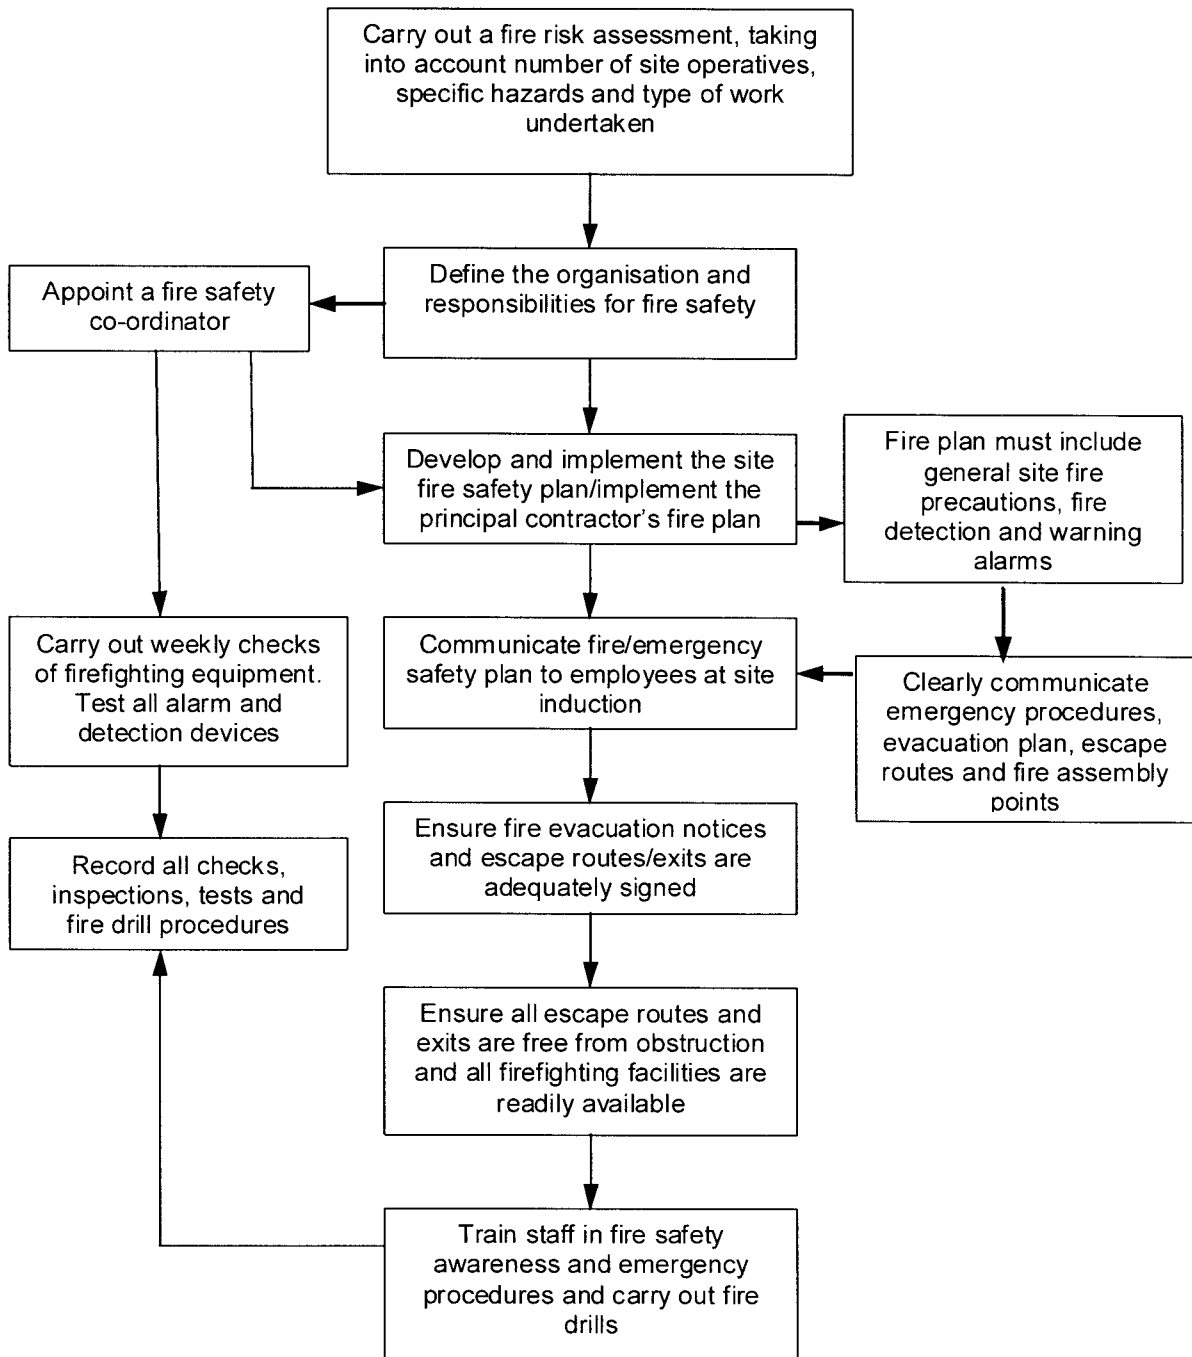 Carry out a fire risk assessment, taking
into account number of site operatives,
specific hazards and type of work
undertaken
Define the organisation and
responsibilities for fire safety
Appoint a fire safety
co-ordinator
Develop and implement the site
fire safety plan/implement the
principal contractor's fire plan
Fire plan must include
general site fire
precautions, fire
detection and warning
alarms
Carry out weekly checks
of firefighting equipment.
Test all alarm and
detection devices
Communicate fire/emergency
safety plan to employees at site
induction
Clearly communicate
emergency procedures,
evacuation plan, escape
routes and fire assembly
points
Record all checks,
inspections, tests and
fire drill procedures
Ensure fire evacuation notices
and escape routes/exits are
adequately signed
Ensure all escape routes and
exits are free from obstruction
and all firefighting facilities are
readily available
Train staff in fire safety
awareness and emergency
procedures and carry out fire
drills